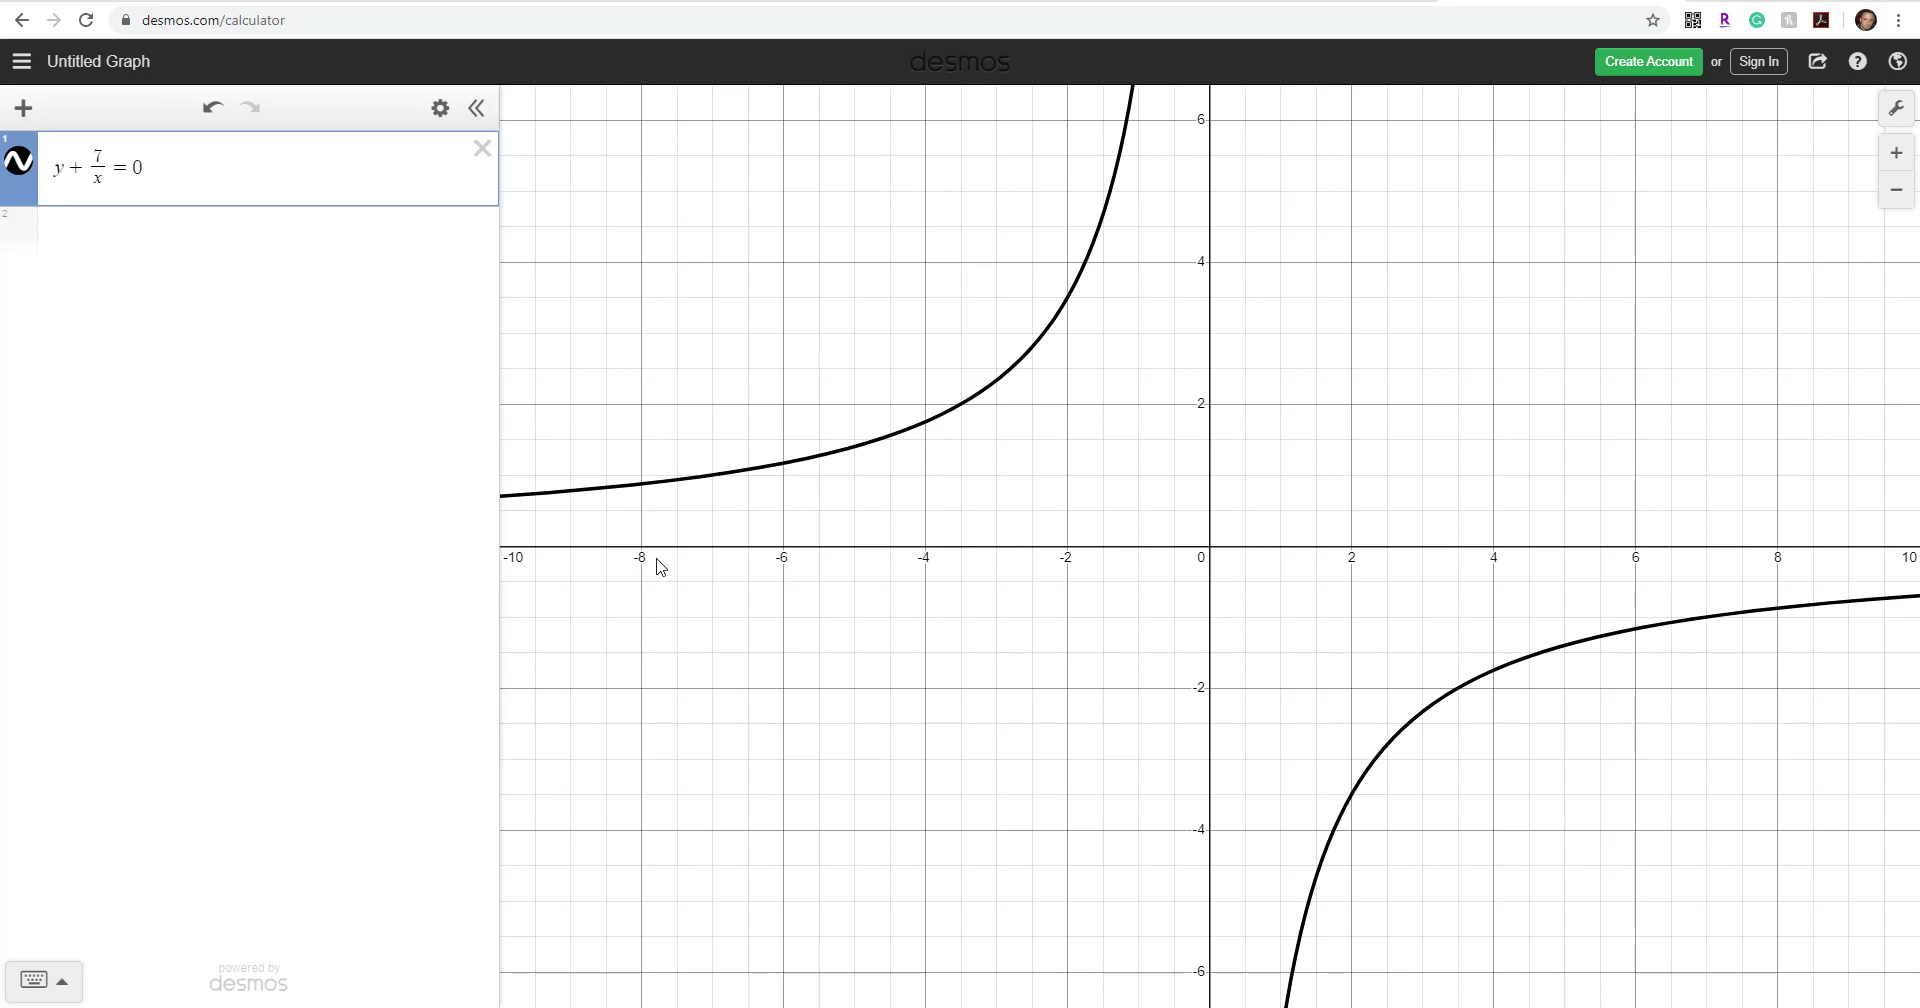 desmos.com/calculator
Untitled Graph
desmos
Create Account or Sign In
1
y + 7/x = 0
2
6
4
2
-10 -8 -6 -4 -2 0 2 4 6 8 10
-2
-4
-6
powered by
desmos